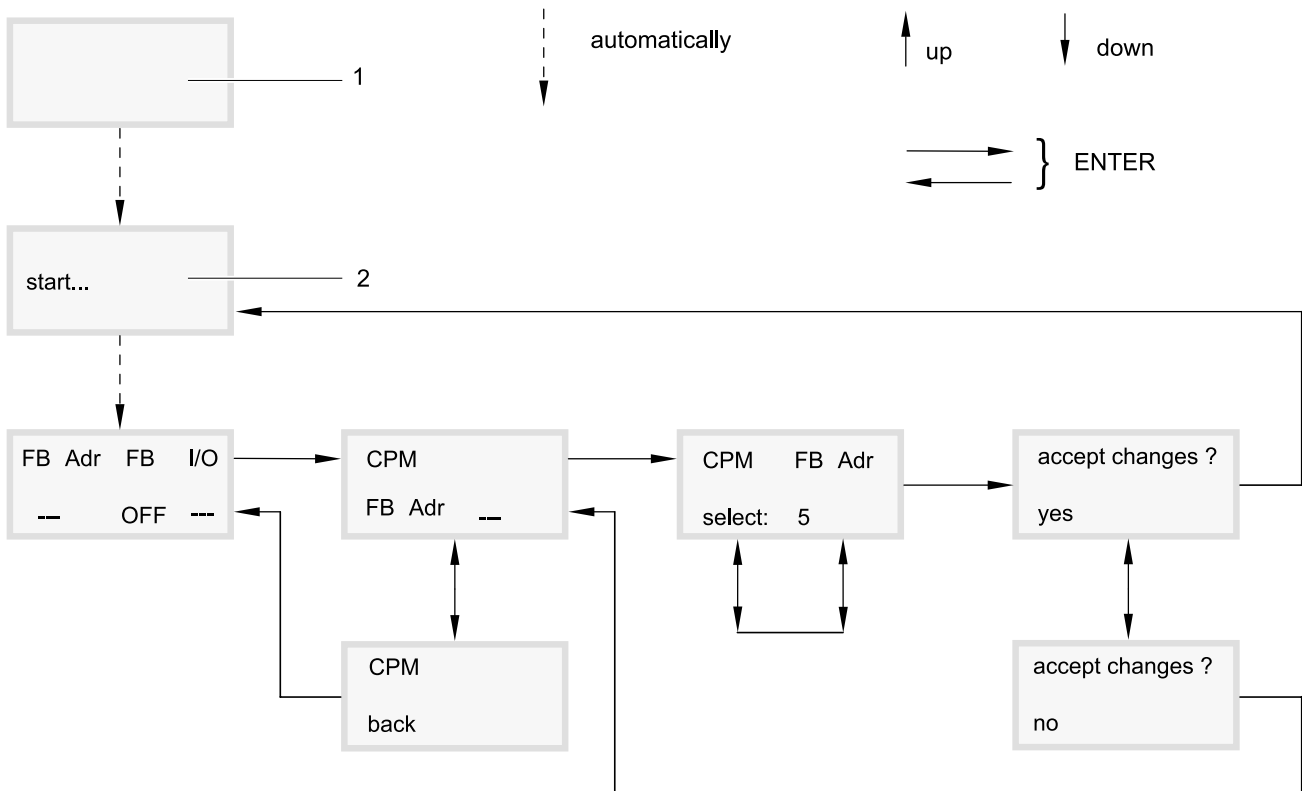 automatically
up
down
1
ENTER
start...
2
FB Adr FB I/O
-- OFF ---
CPM
FB Adr --
CPM FB Adr
select: 5
accept changes ?
yes
CPM
back
accept changes ?
no